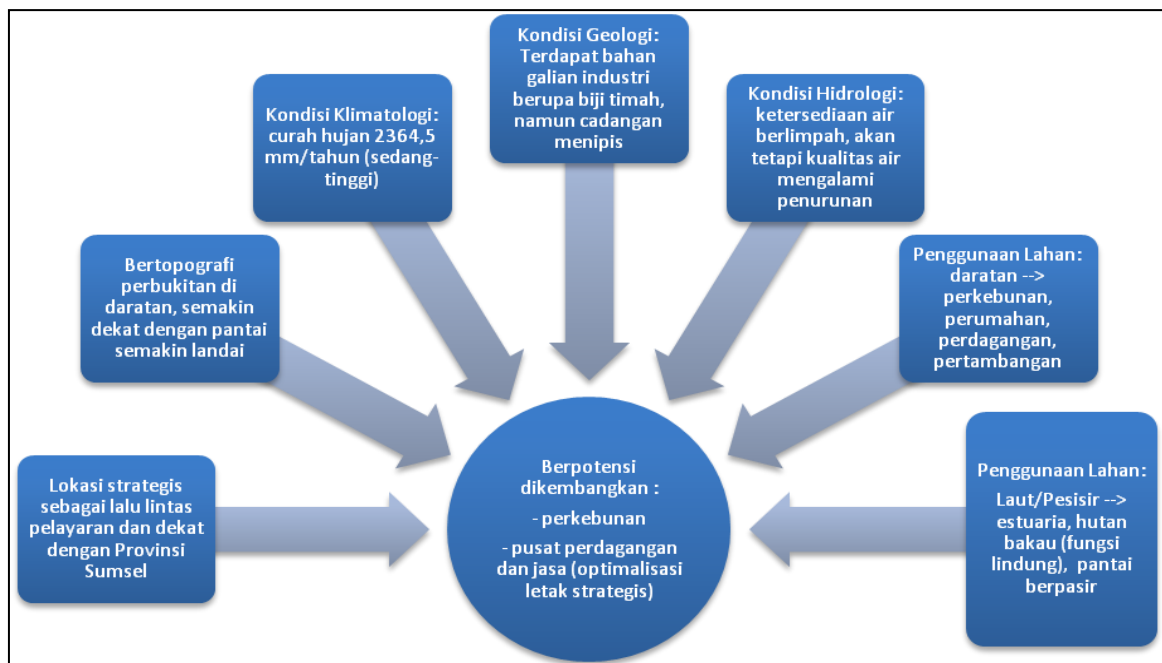 Kondisi Geologi:
Terdapat bahan
galian industri
berupa biji timah,
namun cadangan
menipis
Kondisi Klimatologi:
curah hujan 2364,5
mm/tahun (sedang-
tinggi)
Kondisi Hidrologi:
ketersediaan air
berlimpah, akan
tetapi kualitas air
mengalami
penurunan
Bertopografi
perbukitan di
daratan, semakin
dekat dengan pantai
semakin landai
Penggunaan Lahan:
daratan -->
perkebunan,
perumahan,
perdagangan,
pertambangan
Lokasi strategis
sebagai lalu lintas
pelayaran dan dekat
dengan Provinsi
Sumsel
Berpotensi
dikembangkan :
- perkebunan
- pusat perdagangan
dan jasa (optimalisasi
letak strategis)
Penggunaan Lahan:
Laut/Pesisir -->
estuaria, hutan
bakau (fungsi
lindung), pantai
berpasir